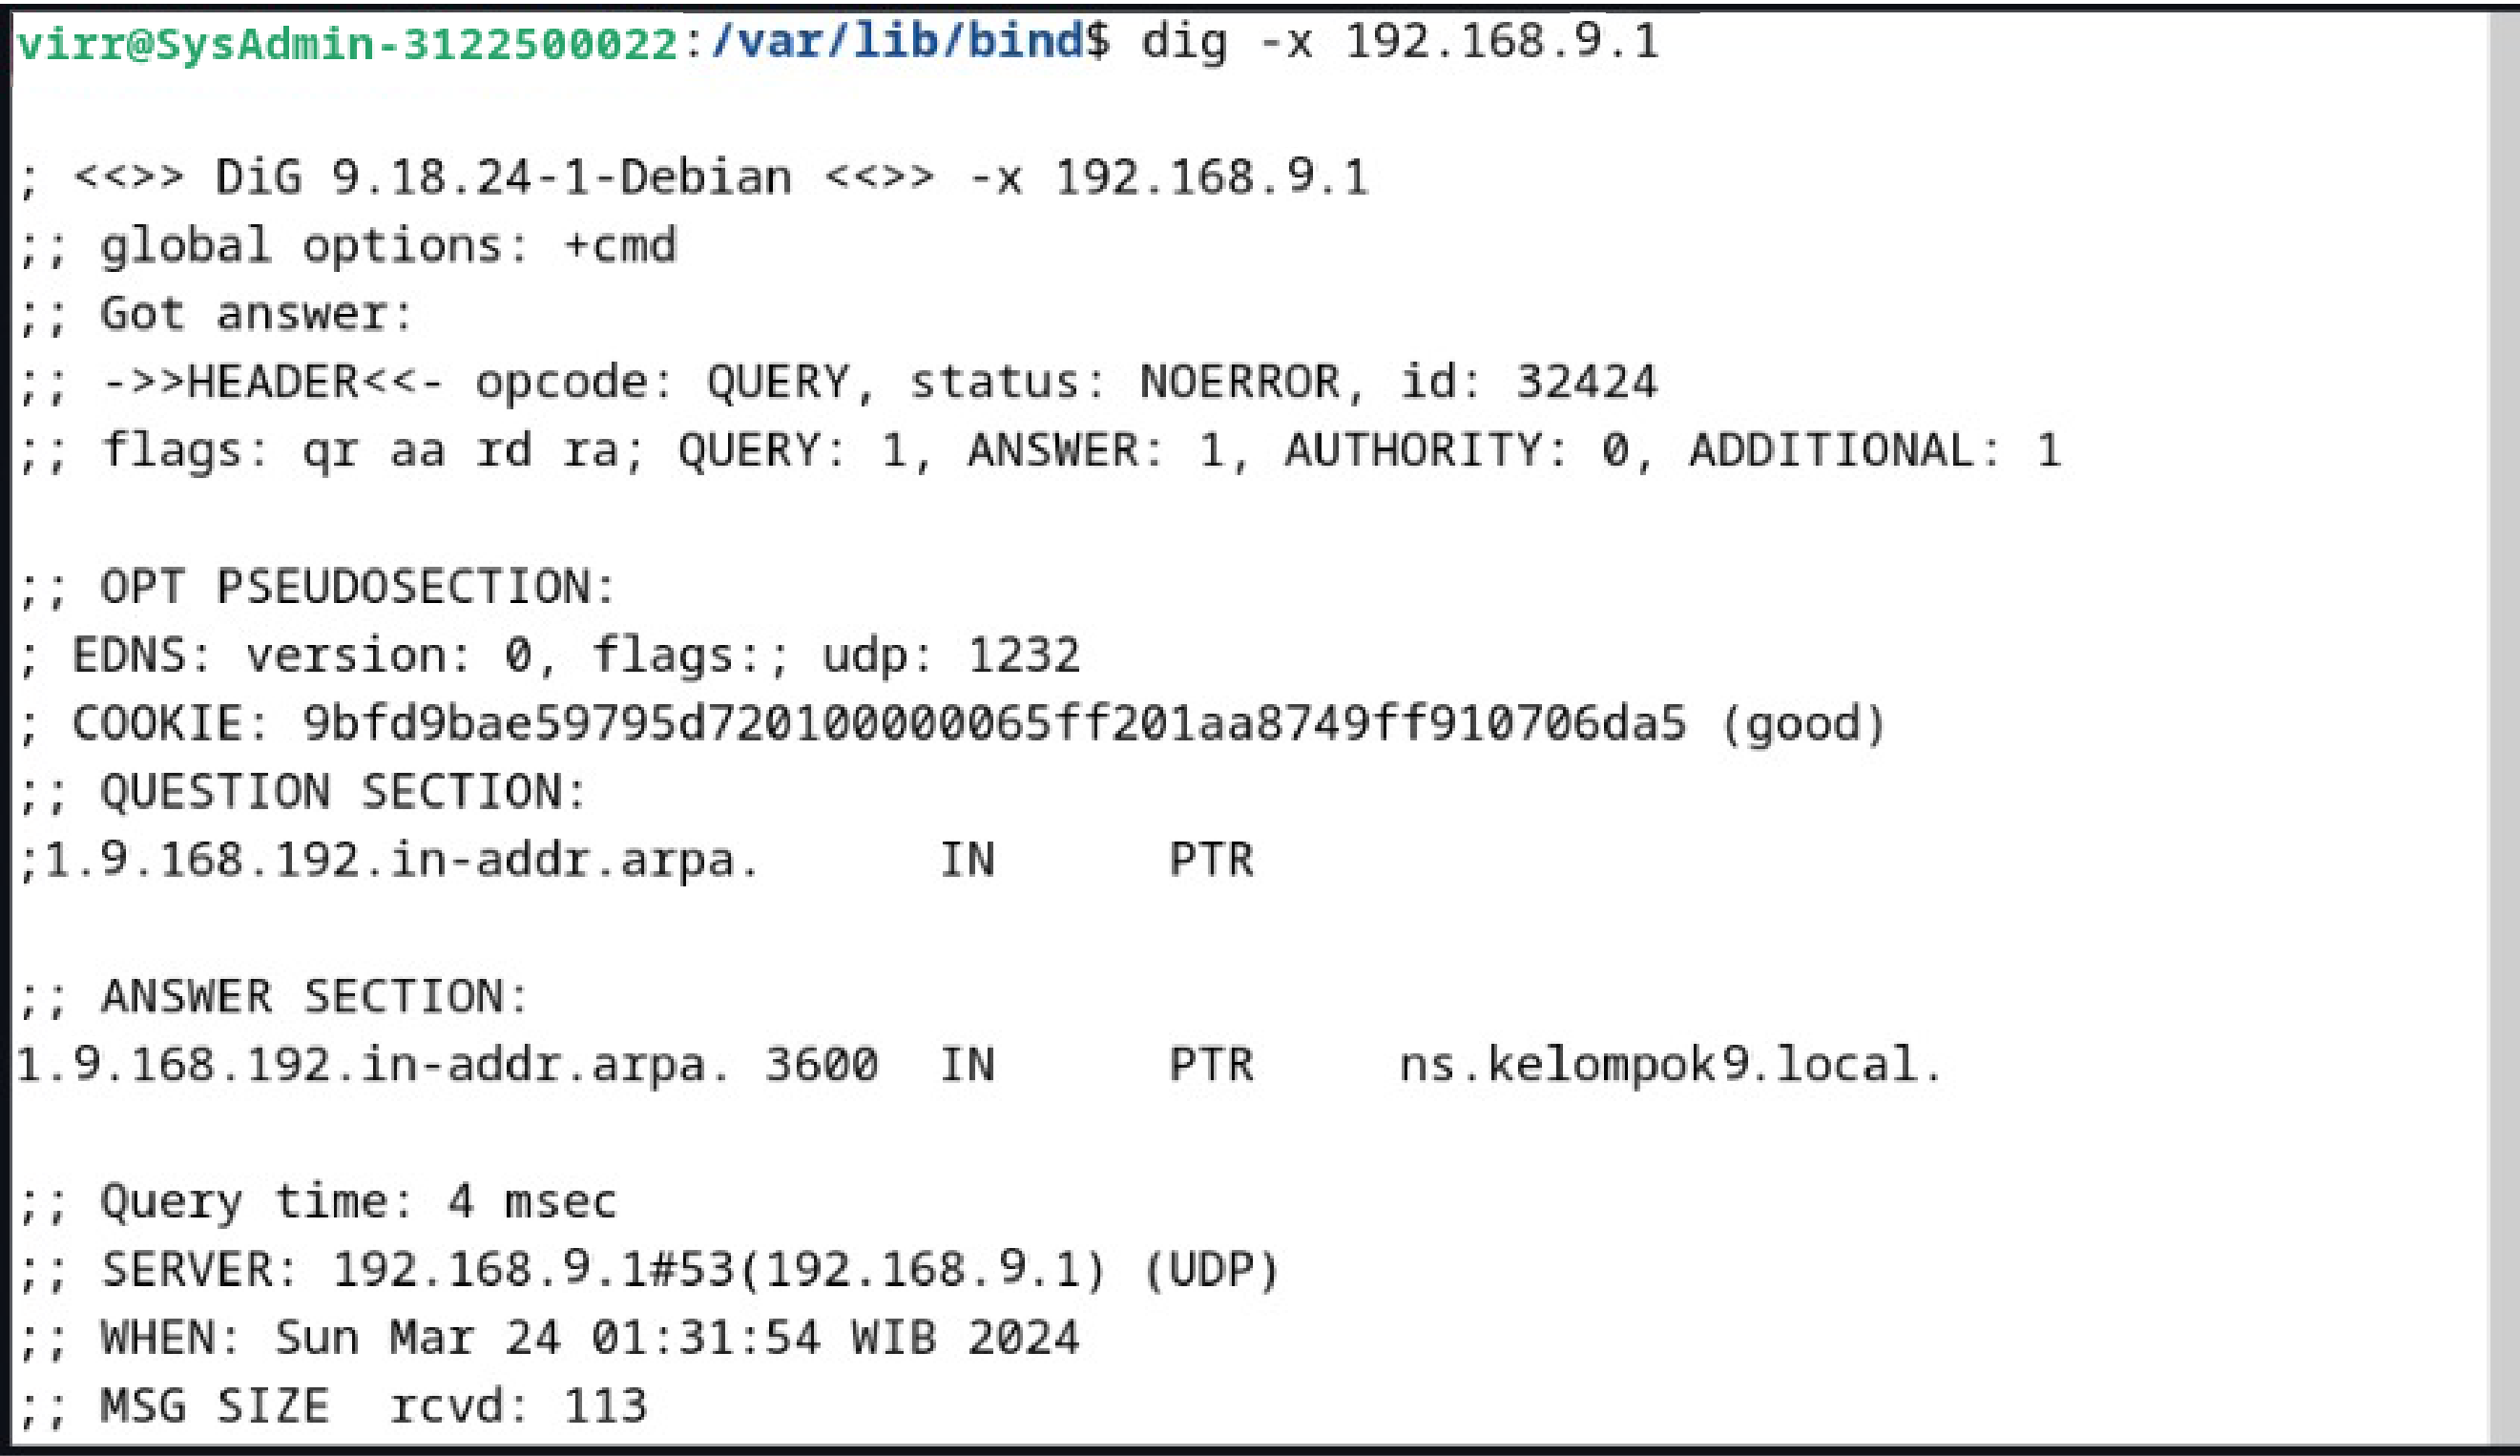 virr@SysAdmin-3122500022:/var/lib/bind$ dig -x 192.168.9.1
; <<>> DiG 9.18.24-1-Debian <<>> -x 192.168.9.1
;; global options: +cmd
;; Got answer:
;; ->>HEADER<<- opcode: QUERY, status: NOERROR, id: 32424
;; flags: qr aa rd ra; QUERY: 1, ANSWER: 1, AUTHORITY: 0, ADDITIONAL: 1
;; OPT PSEUDOSECTION:
; EDNS: version: 0, flags:; udp: 1232
; COOKIE: 9bfd9bae59795d720100000065ff201aa8749ff910706da5 (good)
;; QUESTION SECTION:
;1.9.168.192.in-addr.arpa. IN PTR
;; ANSWER SECTION:
1.9.168.192.in-addr.arpa. 3600 IN PTR ns.kelompok9.local.
;; Query time: 4 msec
;; SERVER: 192.168.9.1#53(192.168.9.1) (UDP)
;; WHEN: Sun Mar 24 01:31:54 WIB 2024
;; MSG SIZE  rcvd: 113